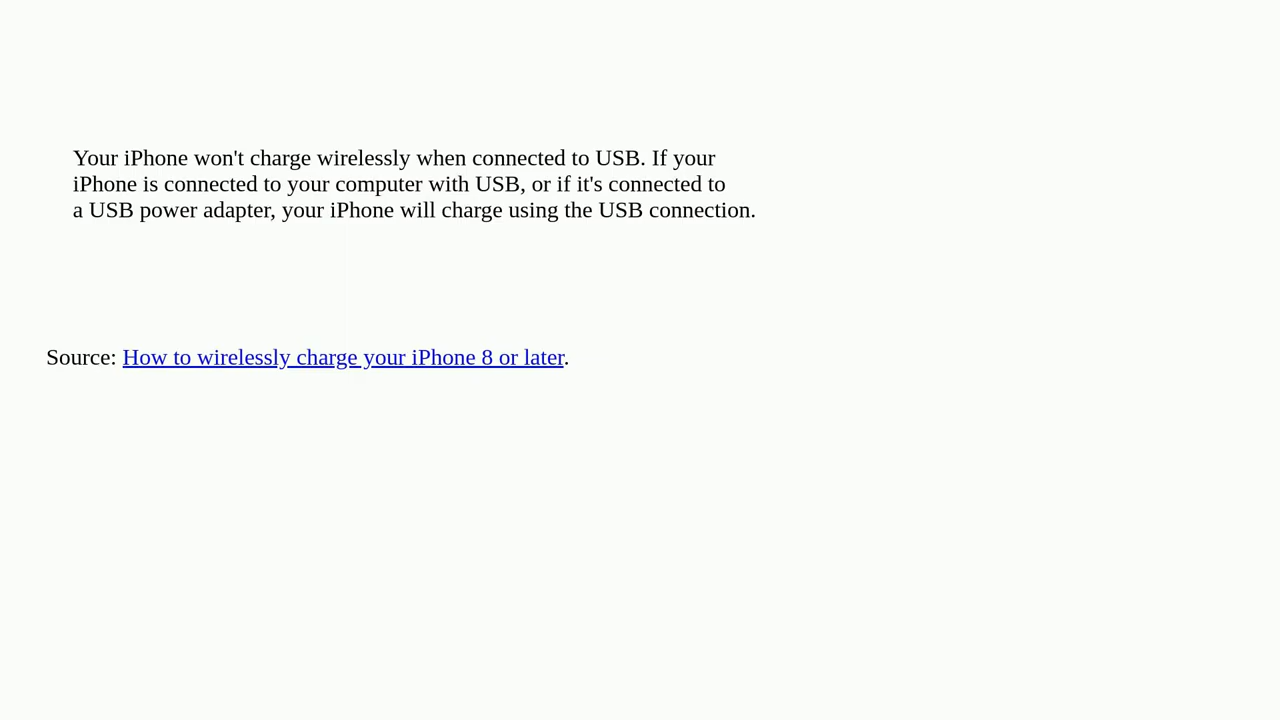 Your iPhone won't charge wirelessly when connected to USB. If your
iPhone is connected to your computer with USB, or if it's connected to
a USB power adapter, your iPhone will charge using the USB connection.
Source: How to wirelessly charge your iPhone 8 or later.